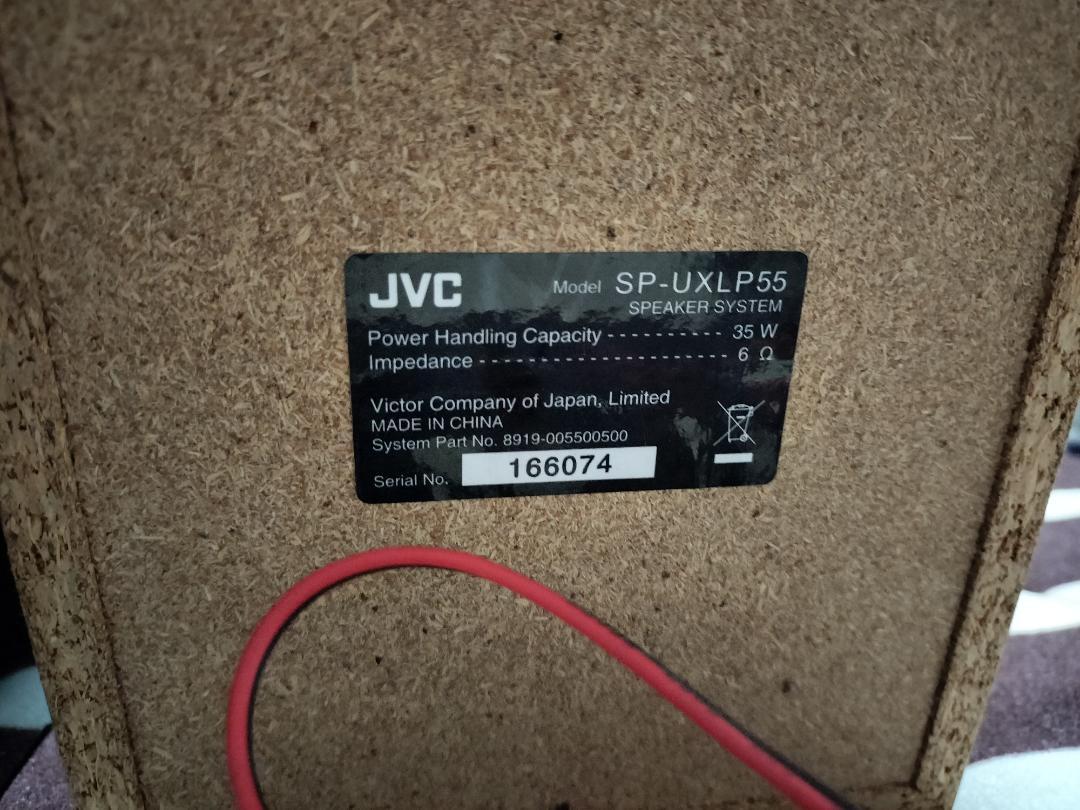 JVC Model SP-UXLP55
SPEAKER SYSTEM
Power Handling Capacity ------------ 35 W
Impedance -------------------------- 6 Ω
Victor Company of Japan, Limited
MADE IN CHINA
System Part No. 8919-005500500
Serial No. 166074